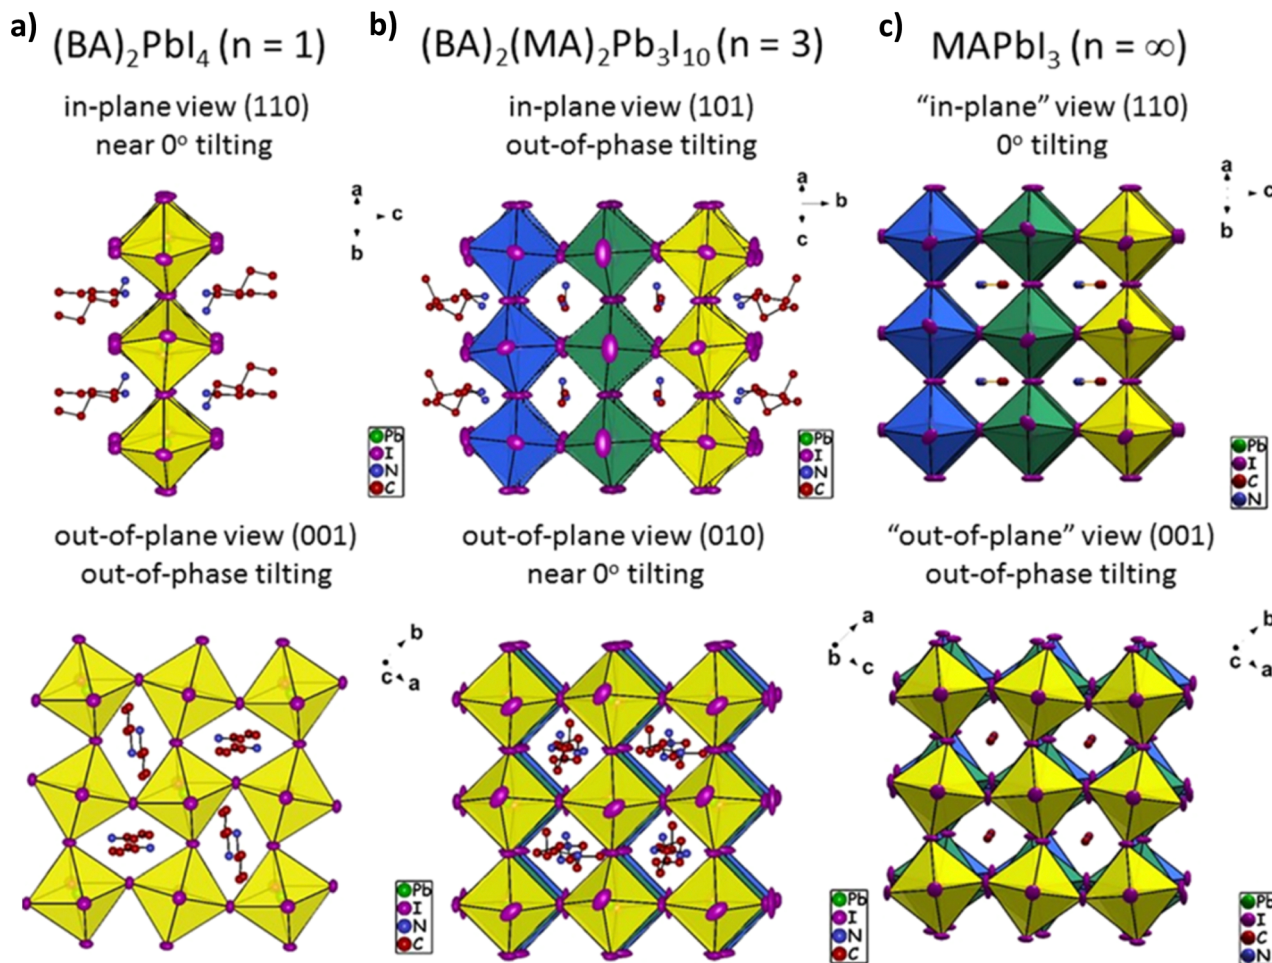 a)
(BA)₂PbI₄ (n = 1)
in-plane view (110)
near 0° tilting
a
c
b
Pb
I
N
C
out-of-plane view (001)
out-of-phase tilting
b
c
a
Pb
I
N
C
b)
(BA)₂(MA)₂Pb₃I₁₀ (n = 3)
in-plane view (101)
out-of-phase tilting
a
b
c
Pb
I
N
C
out-of-plane view (010)
near 0° tilting
a
b
c
Pb
I
N
C
c)
MAPbI₃ (n = ∞)
“in-plane” view (110)
0° tilting
a
c
b
Pb
I
C
N
“out-of-plane” view (001)
out-of-phase tilting
b
c
a
Pb
I
C
N